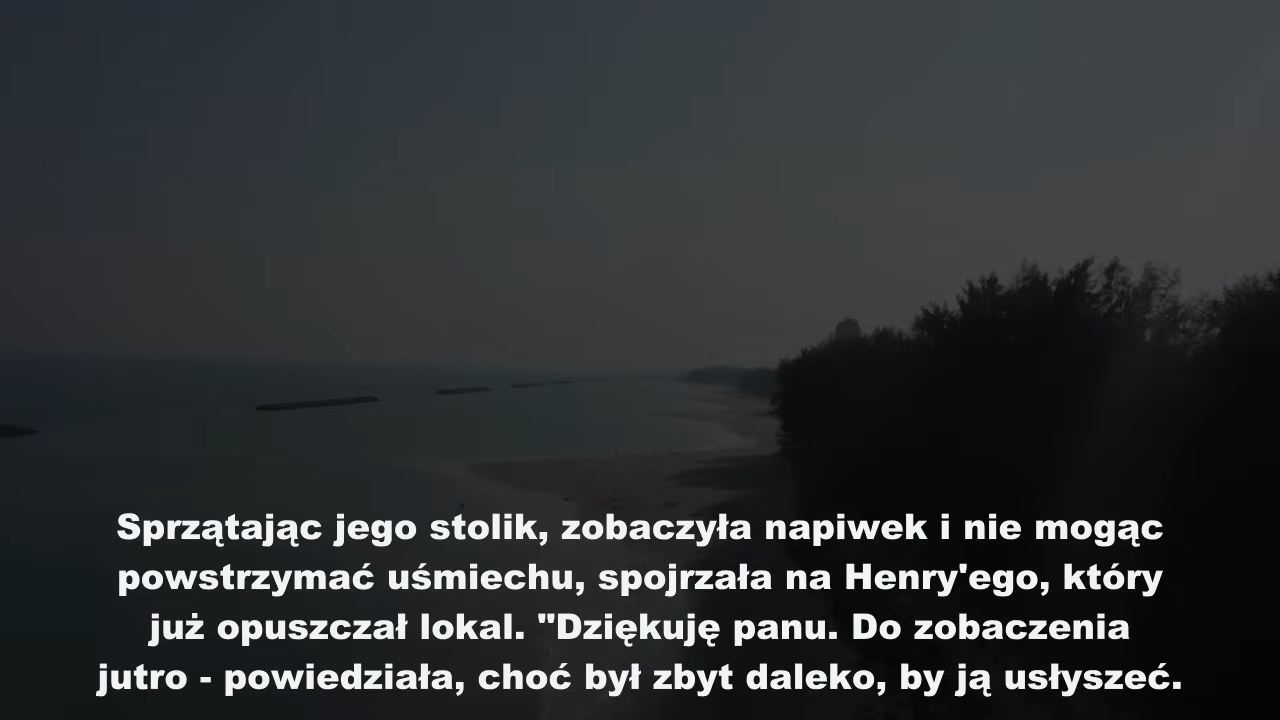 Sprzątając jego stolik, zobaczyła napiwek i nie mogąc
powstrzymać uśmiechu, spojrzała na Henry'ego, który
już opuszczał lokal. "Dziękuję panu. Do zobaczenia
jutro - powiedziała, choć był zbyt daleko, by ją usłyszeć.